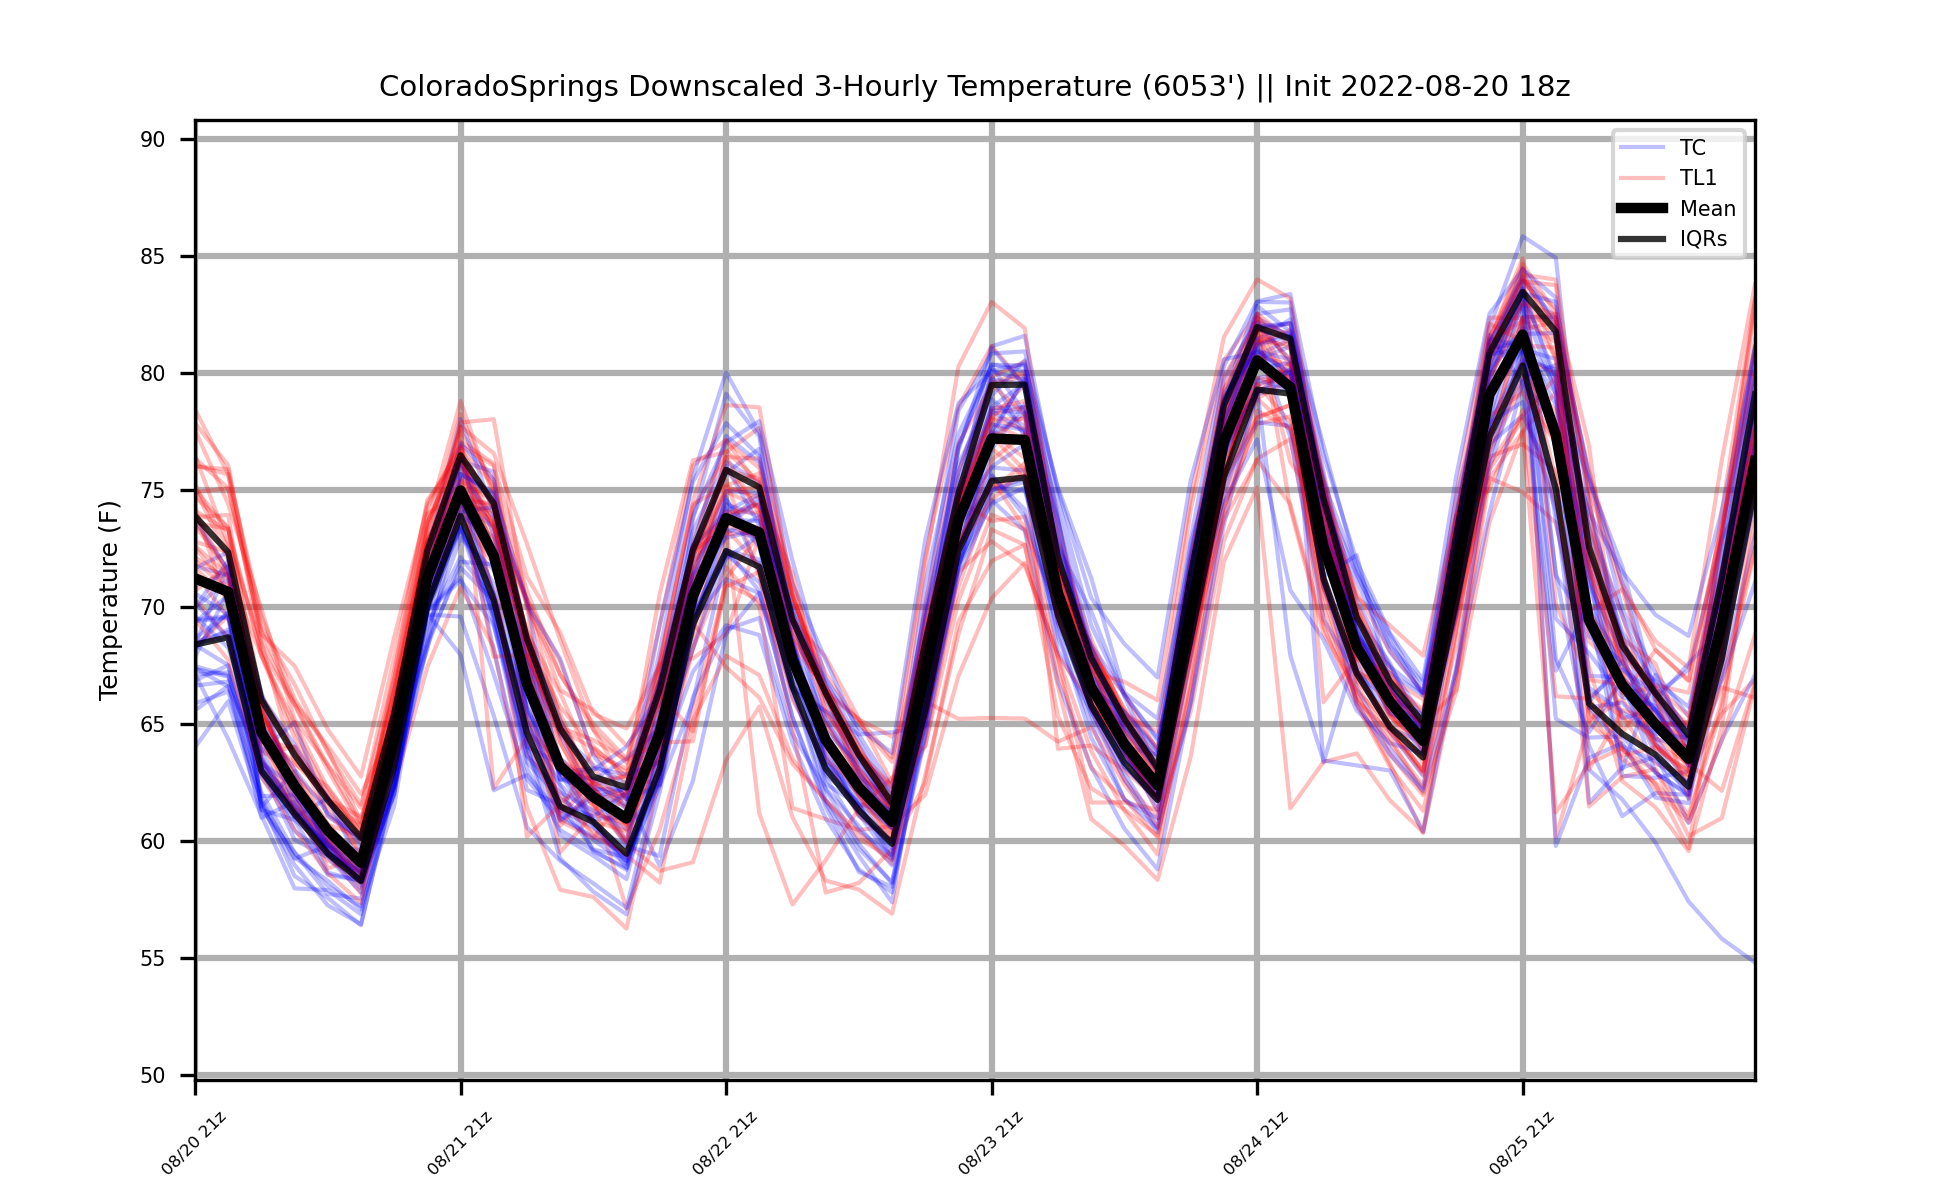 ColoradoSprings Downscaled 3-Hourly Temperature (6053') || Init 2022-08-20 18z
TC
TL1
Mean
IQRs
Temperature (F)
90
85
80
75
70
65
60
55
50
08/20 21z
08/21 21z
08/22 21z
08/23 21z
08/24 21z
08/25 21z